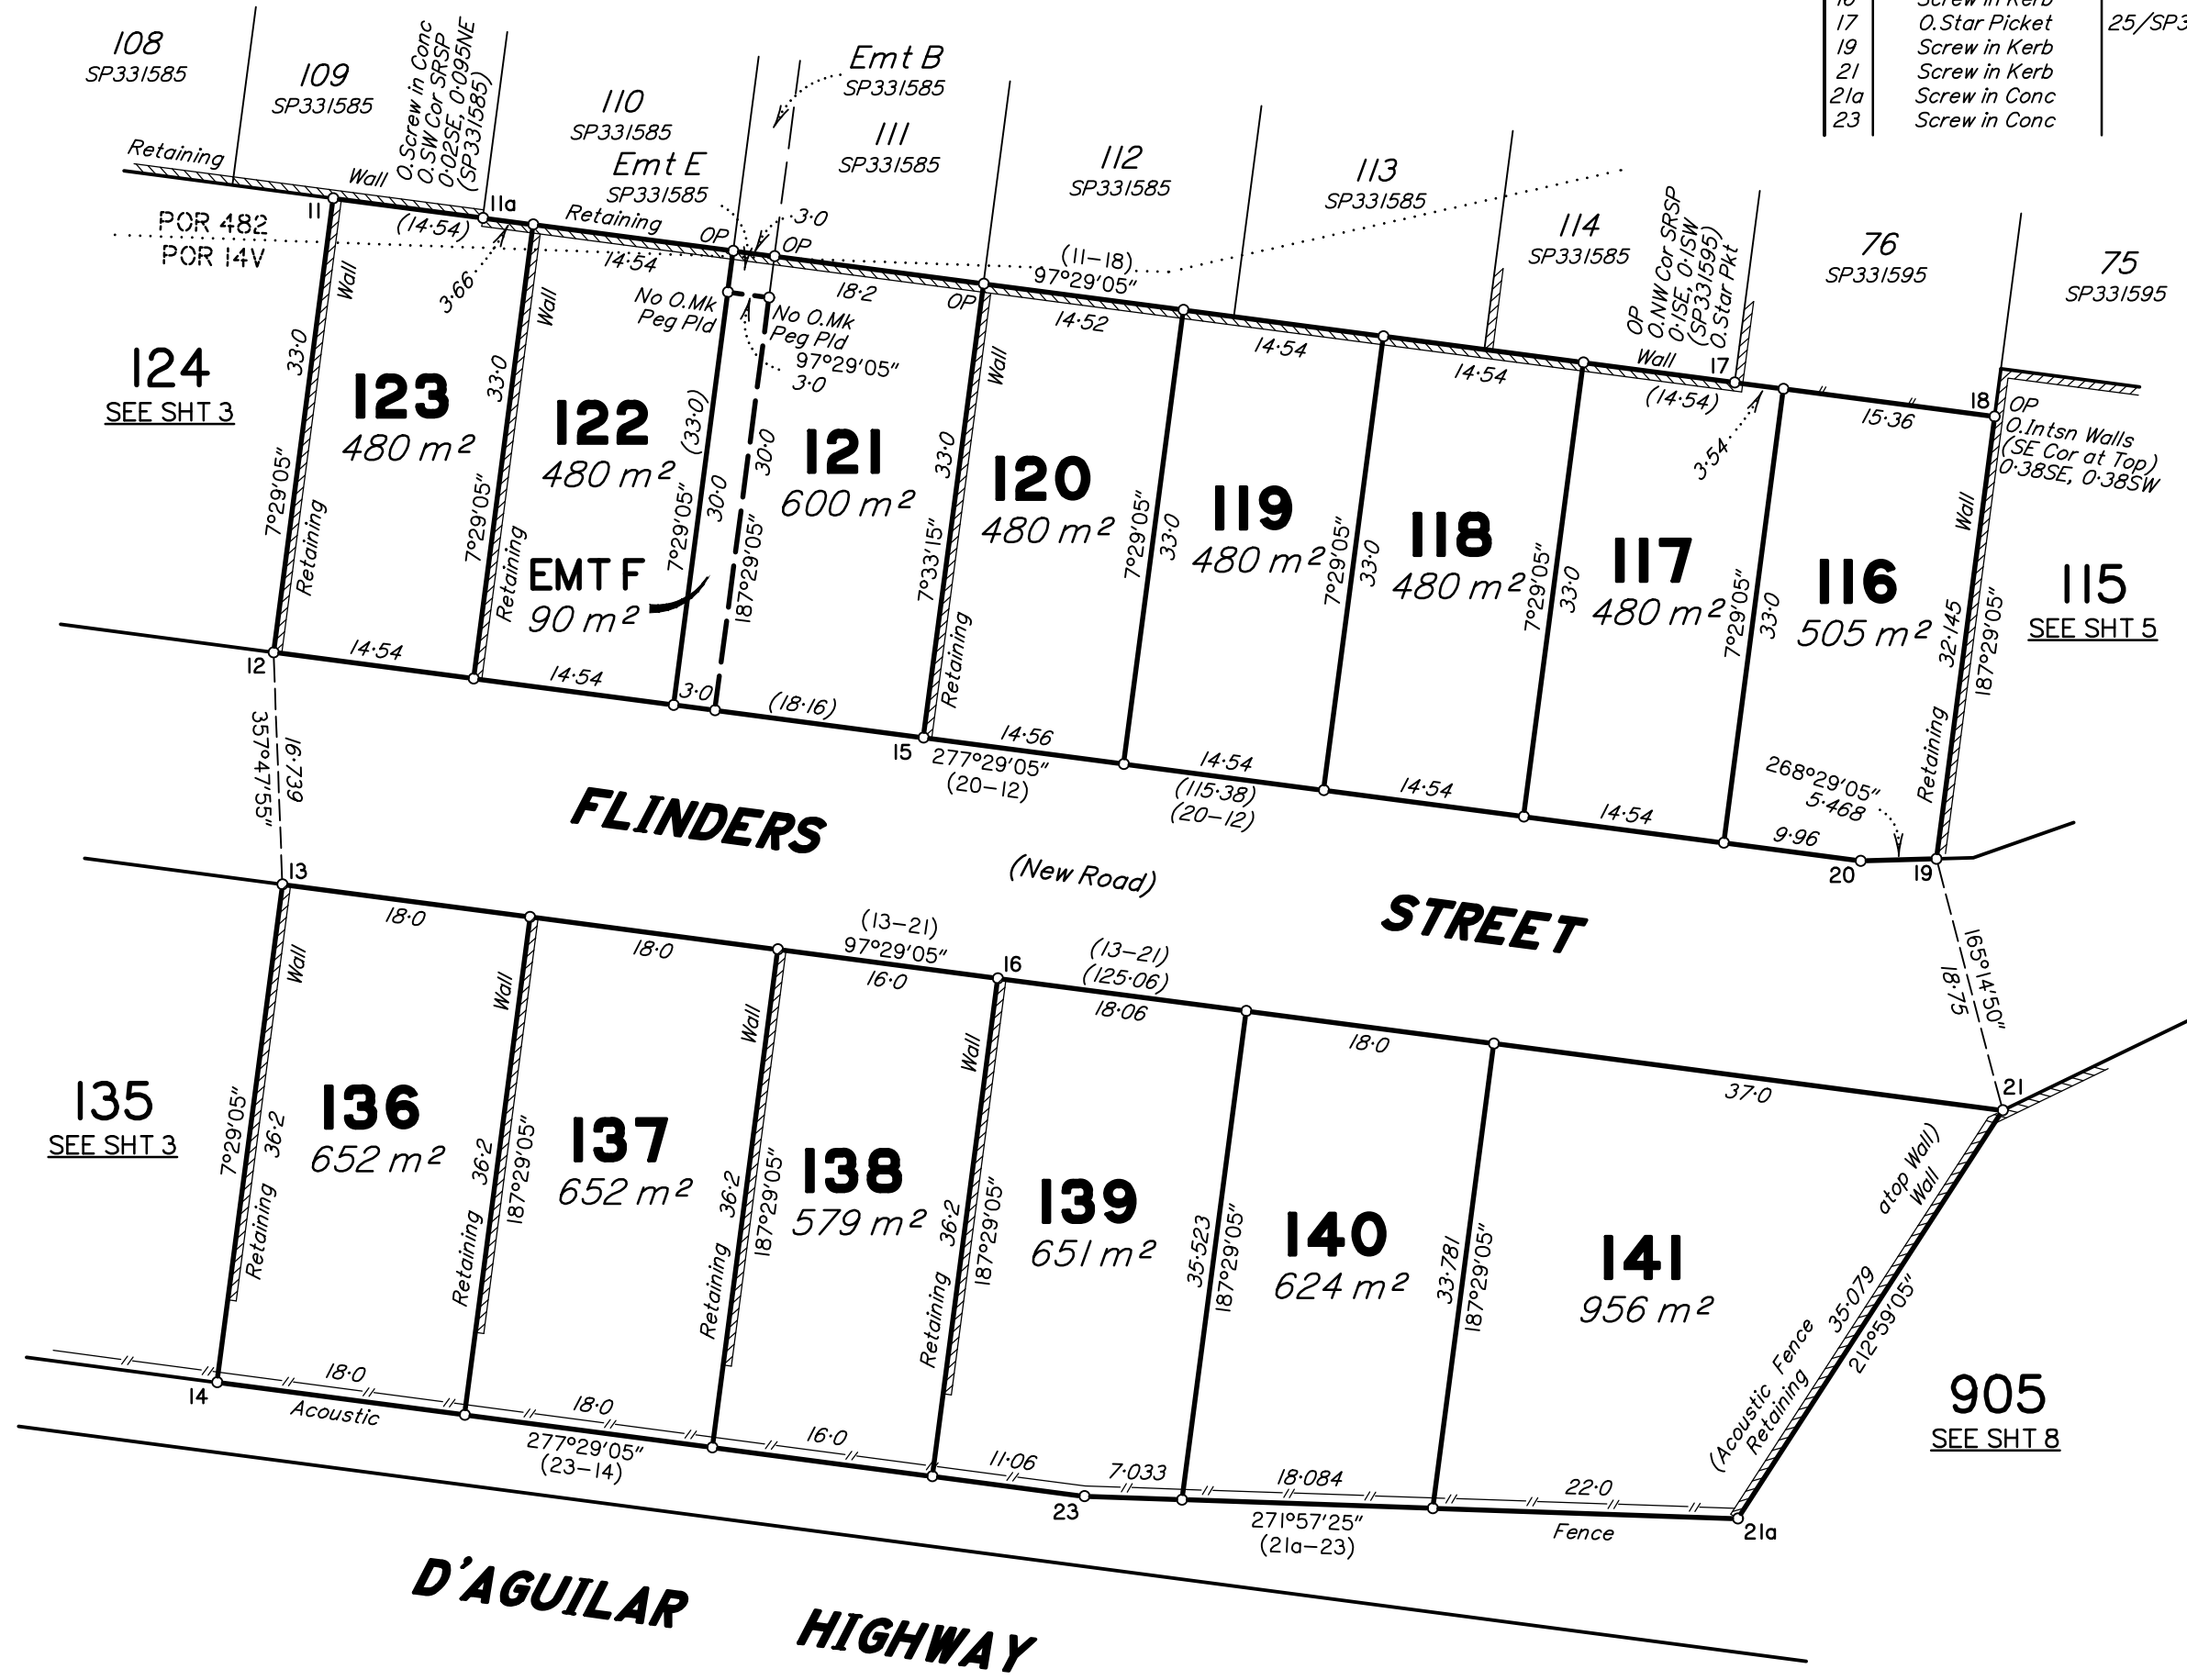 16 Screw in Kerb
17 O.Star Picket 25/SP3
19 Screw in Kerb
21 Screw in Kerb
21a Screw in Conc
23 Screw in Conc
108
SP331585
109
SP331585
O.Screw in Conc
O.SW Cor SRSP
0·02SE, 0·095NE
(SP331585)
110
SP331585
Emt E
SP331585
Emt B
SP331585
111
SP331585
112
SP331585
113
SP331585
114
SP331585
OP
O.NW Cor SRSP
0·1SE, 0·1SW
(SP331595)
O.Star Pkt
76
SP331595
75
SP331595
Retaining
Wall
11
(14·54)
11a
Retaining
OP
3·0
OP
(11-18)
97°29'05"
Wall
17
18
OP
O.Intsn Walls
(SE Cor at Top)
0·38SE, 0·38SW
POR 482
POR 14V
3·66
14·54
18·2
OP
14·52
14·54
14·54
(14·54)
3·54
15·36
No O.Mk
Peg Pld
No O.Mk
Peg Pld
97°29'05"
3·0
124
SEE SHT 3
33·0
7°29'05"
Wall
Retaining
123
480 m²
33·0
7°29'05"
Wall
Retaining
122
480 m²
EMT F
90 m²
(33·0)
30·0
7°29'05"
30·0
187°29'05"
121
600 m²
33·0
7°33'15"
Wall
Retaining
120
480 m²
7°29'05"
33·0
119
480 m²
7°29'05"
33·0
118
480 m²
7°29'05"
33·0
117
480 m²
7°29'05"
33·0
116
505 m²
Wall
32·145
187°29'05"
Retaining
115
SEE SHT 5
12
14·54
14·54
3·0
(18·16)
15
14·56
277°29'05"
(20-12)
14·54
(115·38)
(20-12)
14·54
14·54
9·96
268°29'05"
5·468
20
19
357°47'55"
16·739
FLINDERS
(New Road)
STREET
165°14'50"
18·75
13
18·0
18·0
(13-21)
97°29'05"
16·0
16
(13-21)
(125·06)
18·06
18·0
37·0
21
135
SEE SHT 3
7°29'05"
36·2
Wall
Retaining
136
652 m²
Wall
36·2
187°29'05"
Retaining
137
652 m²
Wall
36·2
187°29'05"
Retaining
138
579 m²
Wall
36·2
187°29'05"
Retaining
139
651 m²
35·523
187°29'05"
140
624 m²
33·781
187°29'05"
141
956 m²
atop Wall)
Wall
35·079
212°59'05"
(Acoustic Fence
Retaining
905
SEE SHT 8
14
18·0
Acoustic
18·0
277°29'05"
(23-14)
16·0
11·06
23
7·033
18·084
271°57'25"
(21a-23)
22·0
Fence
21a
D'AGUILAR
HIGHWAY